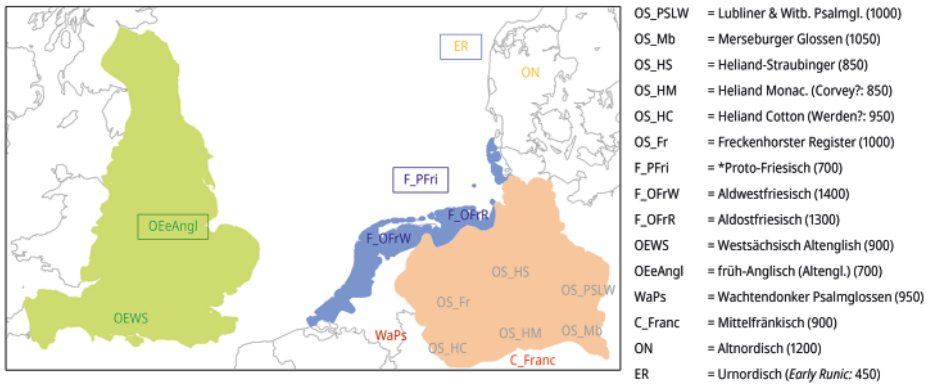 ER
ON
F_PFri
OEeAngl
F_OFrR
F_OFrW
OS_HS
OS_PSLW
OS_Fr
OEWS
WaPs
OS_HM
OS_Mb
OS_HC
C_Franc
OS_PSLW = Lubliner & Witb. Psalmgl. (1000)
OS_Mb = Merseburger Glossen (1050)
OS_HS = Heliand-Straubinger (850)
OS_HM = Heliand Monac. (Corvey?: 850)
OS_HC = Heliand Cotton (Werden?: 950)
OS_Fr = Freckenhorster Register (1000)
F_PFri = *Proto-Friesisch (700)
F_OFrW = Aldwestfriesisch (1400)
F_OFrR = Aldostfriesisch (1300)
OEWS = Westsächsisch Altenglish (900)
OEeAngl = früh-Anglisch (Altengl.) (700)
WaPs = Wachtendonker Psalmglossen (950)
C_Franc = Mittelfränkisch (900)
ON = Altnordisch (1200)
ER = Urnordisch (Early Runic: 450)